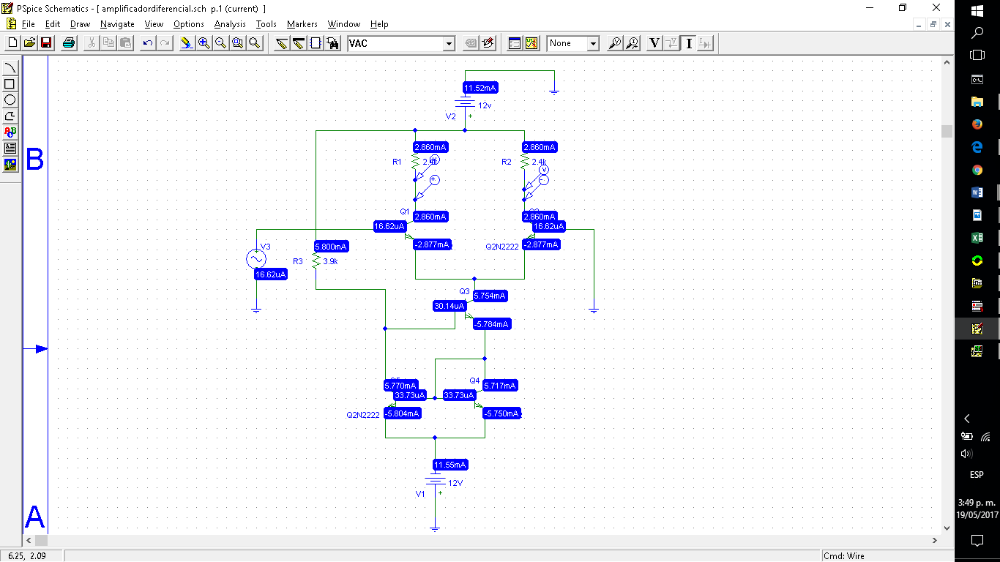 PSpice Schematics - [ amplificadordiferencial.sch p.1 (current) ]
File Edit Draw Navigate View Options Analysis Tools Markers Window Help
VAC
None
V
I
ABC
B
11.52mA
12v
V2
+
2.860mA
2.860mA
R1
R2
2.4k
V
+
-
Q1
2.860mA
2.860mA
16.62uA
16.62uA
-2.877mA
Q2N2222
-2.877mA
V3
+
16.62uA
5.800mA
R3
3.9k
Q3
5.754mA
30.14uA
-5.784mA
Q4
5.770mA
5.717mA
33.73uA
33.73uA
Q2N2222
-5.804mA
-5.750mA
11.55mA
12V
V1
+
A
6.25, 2.09
Cmd: Wire
ESP
3:49 p. m.
19/05/2017